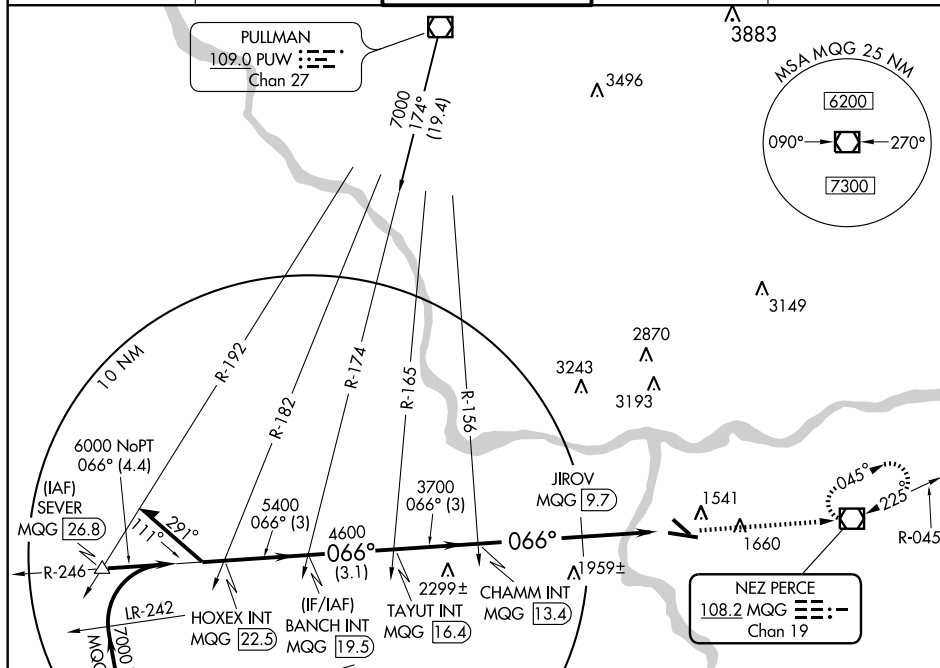 PULLMAN
109.0 PUW
Chan 27
7000
174°
(19.4)
3883
3496
MSA MQG 25 NM
6200
090°
270°
7300
3149
2870
3243
3193
10 NM
R-192
R-182
R-174
R-165
R-156
6000 NoPT
066° (4.4)
(IAF)
SEVER
MQG 26.8
291°
111°
5400
066° (3)
4600
066°
(3.1)
3700
066° (3)
066°
JIROV
MQG 9.7
1541
1660
045°
225°
R-045
R-246
LR-242
7000
MQG
HOXEX INT
MQG 22.5
(IF/IAF)
BANCH INT
MQG 19.5
TAYUT INT
MQG 16.4
2299±
CHAMM INT
MQG 13.4
1959±
NEZ PERCE
108.2 MQG
Chan 19